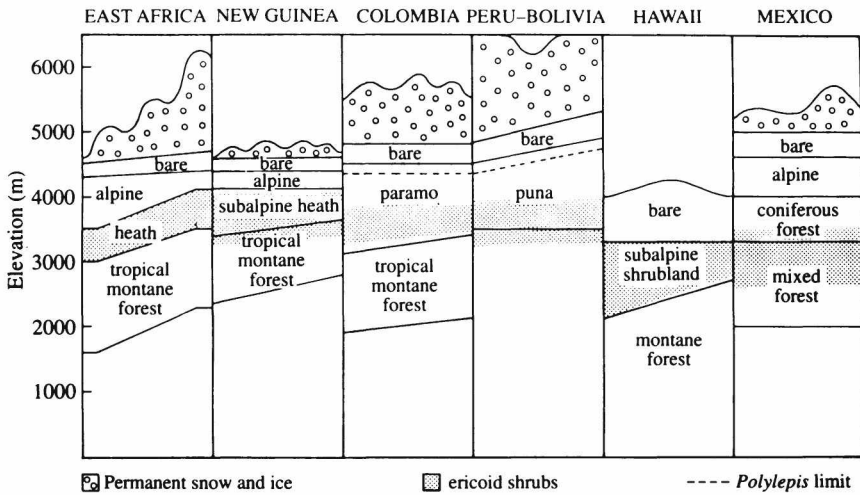 EAST AFRICA NEW GUINEA COLOMBIA PERU–BOLIVIA HAWAII MEXICO
Elevation (m)
6000
5000
4000
3000
2000
1000
bare
alpine
heath
tropical
montane
forest
bare
alpine
subalpine heath
tropical
montane
forest
bare
paramo
tropical
montane
forest
bare
puna
bare
subalpine
shrubland
montane
forest
bare
alpine
coniferous
forest
mixed
forest
Permanent snow and ice ericoid shrubs Polylepis limit